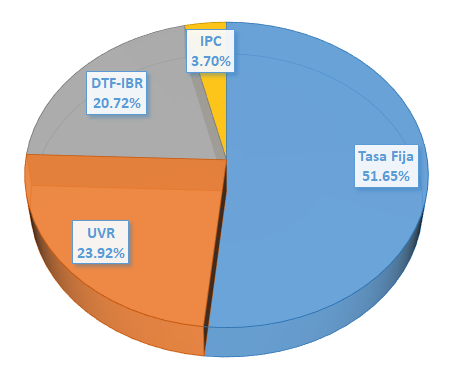 IPC
3.70%
DTF-IBR
20.72%
Tasa Fija
51.65%
UVR
23.92%